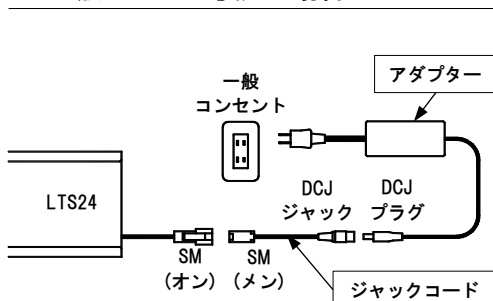 アダプター
一般
コンセント
LTS24
DCJ
ジャック
DCJ
プラグ
SM
(オン)
SM
(メン)
ジャックコード